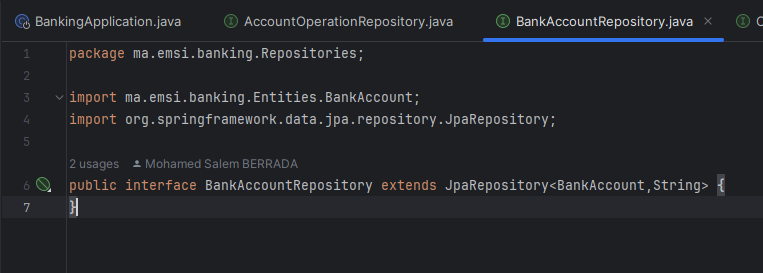 BankingApplication.java AccountOperationRepository.java BankAccountRepository.java × C
1 package ma.emsi.banking.Repositories;
2
3 import ma.emsi.banking.Entities.BankAccount;
4 import org.springframework.data.jpa.repository.JpaRepository;
5
2 usages Mohamed Salem BERRADA
6 public interface BankAccountRepository extends JpaRepository<BankAccount,String> {
7 }